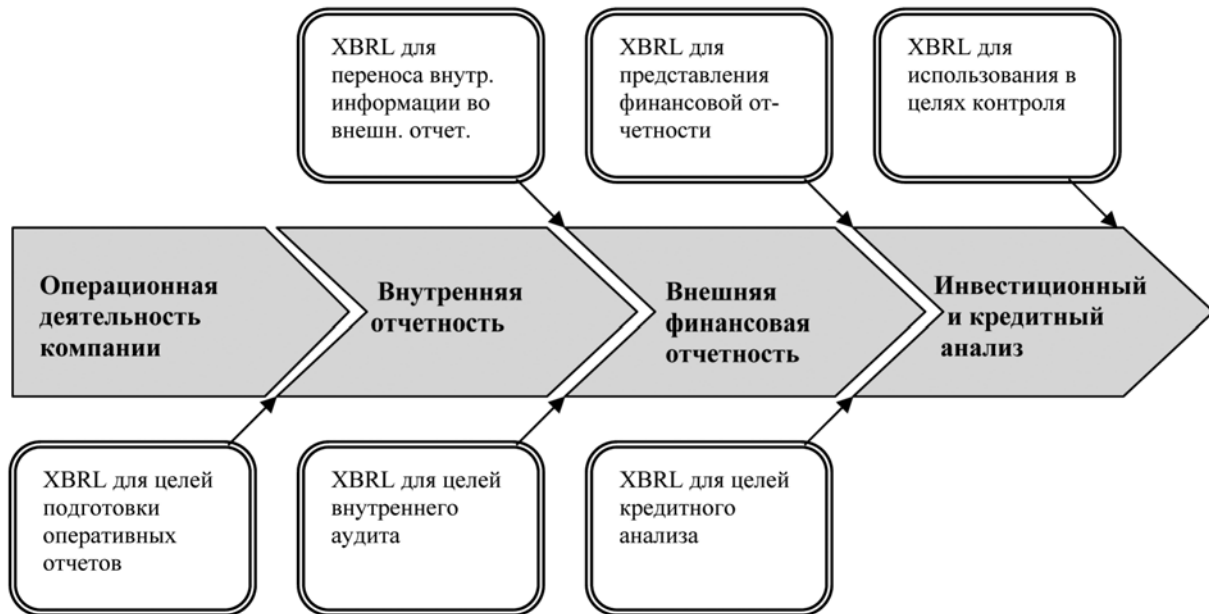 XBRL для
переноса внутр.
информации во
внешн. отчет.
XBRL для
представления
финансовой от-
четности
XBRL для
использования в
целях контроля
Операционная
деятельность
компании
Внутренняя
отчетность
Внешняя
финансовая
отчетность
Инвестиционный
и кредитный
анализ
XBRL для целей
подготовки
оперативных
отчетов
XBRL для целей
внутреннего
аудита
XBRL для целей
кредитного
анализа